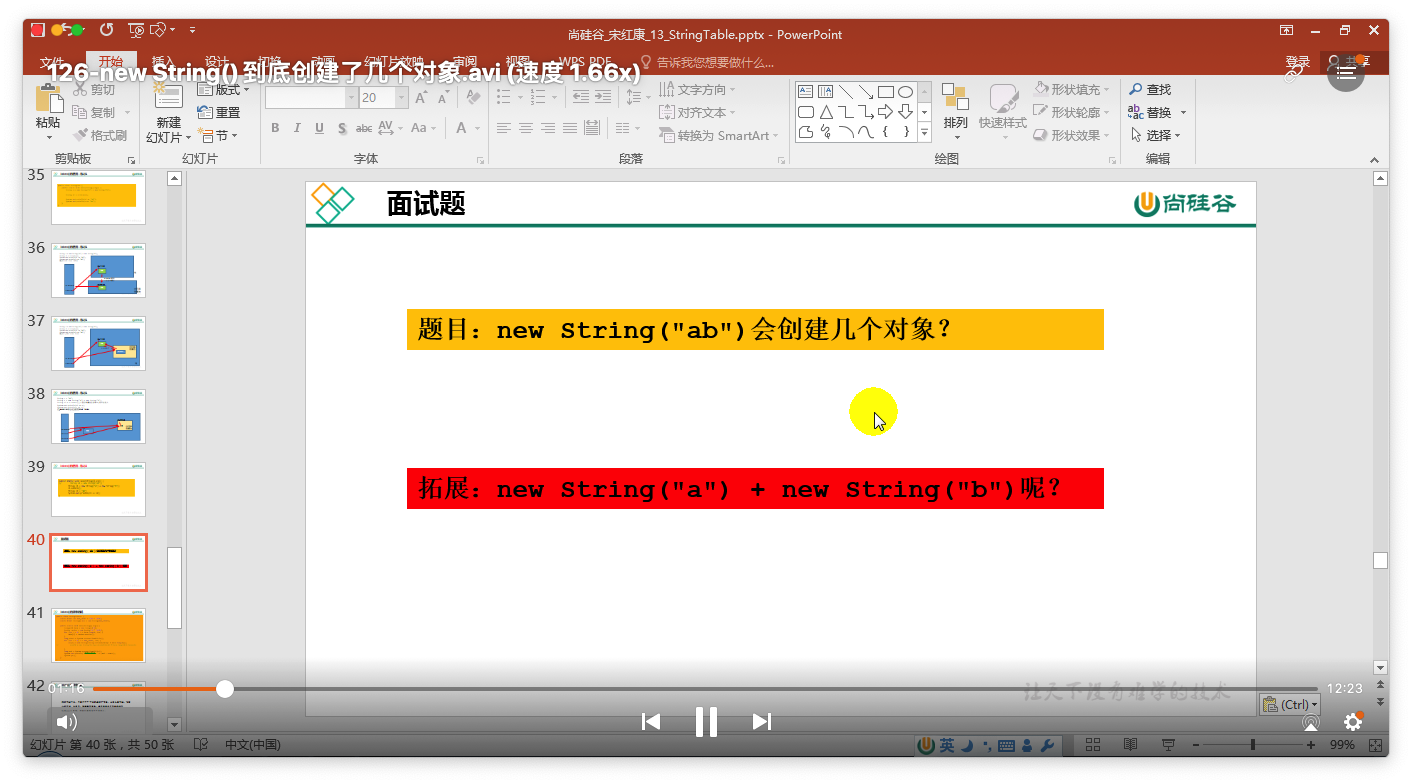 尚硅谷_宋红康_13_StringTable.pptx - PowerPoint
文件 开始 插入 设计 切换 动画 幻灯片放映 审阅 视图 WPS PDF 告诉我您想要做什么... 登录 共享
126-new String() 到底创建了几个对象.avi (速度 1.66x)
粘贴
剪切
复制
格式刷
剪贴板
新建
幻灯片
版式
重置
节
幻灯片
20
B I U S abc AV Aa A
字体
文字方向
对齐文本
转换为 SmartArt
段落
排列
快速样式
形状填充
形状轮廓
形状效果
绘图
查找
替换
选择
编辑
35
36
37
38
39
40
41
42
面试题
尚硅谷
题目：new String("ab")会创建几个对象？
拓展：new String("a") + new String("b")呢？
让天下没有难学的技术
(Ctrl)
01:16
12:23
幻灯片 第 40 张，共 50 张
中文(中国)
英
99%